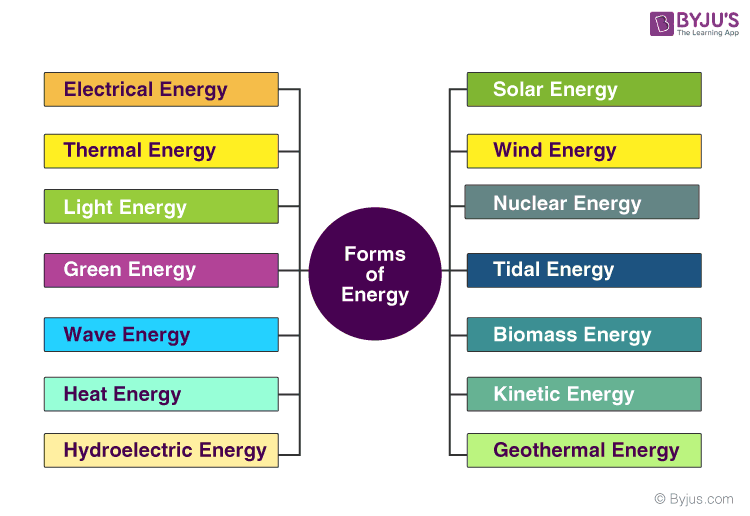 BYJU'S
The Learning App
Electrical Energy
Thermal Energy
Light Energy
Green Energy
Wave Energy
Heat Energy
Hydroelectric Energy
Forms
of
Energy
Solar Energy
Wind Energy
Nuclear Energy
Tidal Energy
Biomass Energy
Kinetic Energy
Geothermal Energy
© Byjus.com